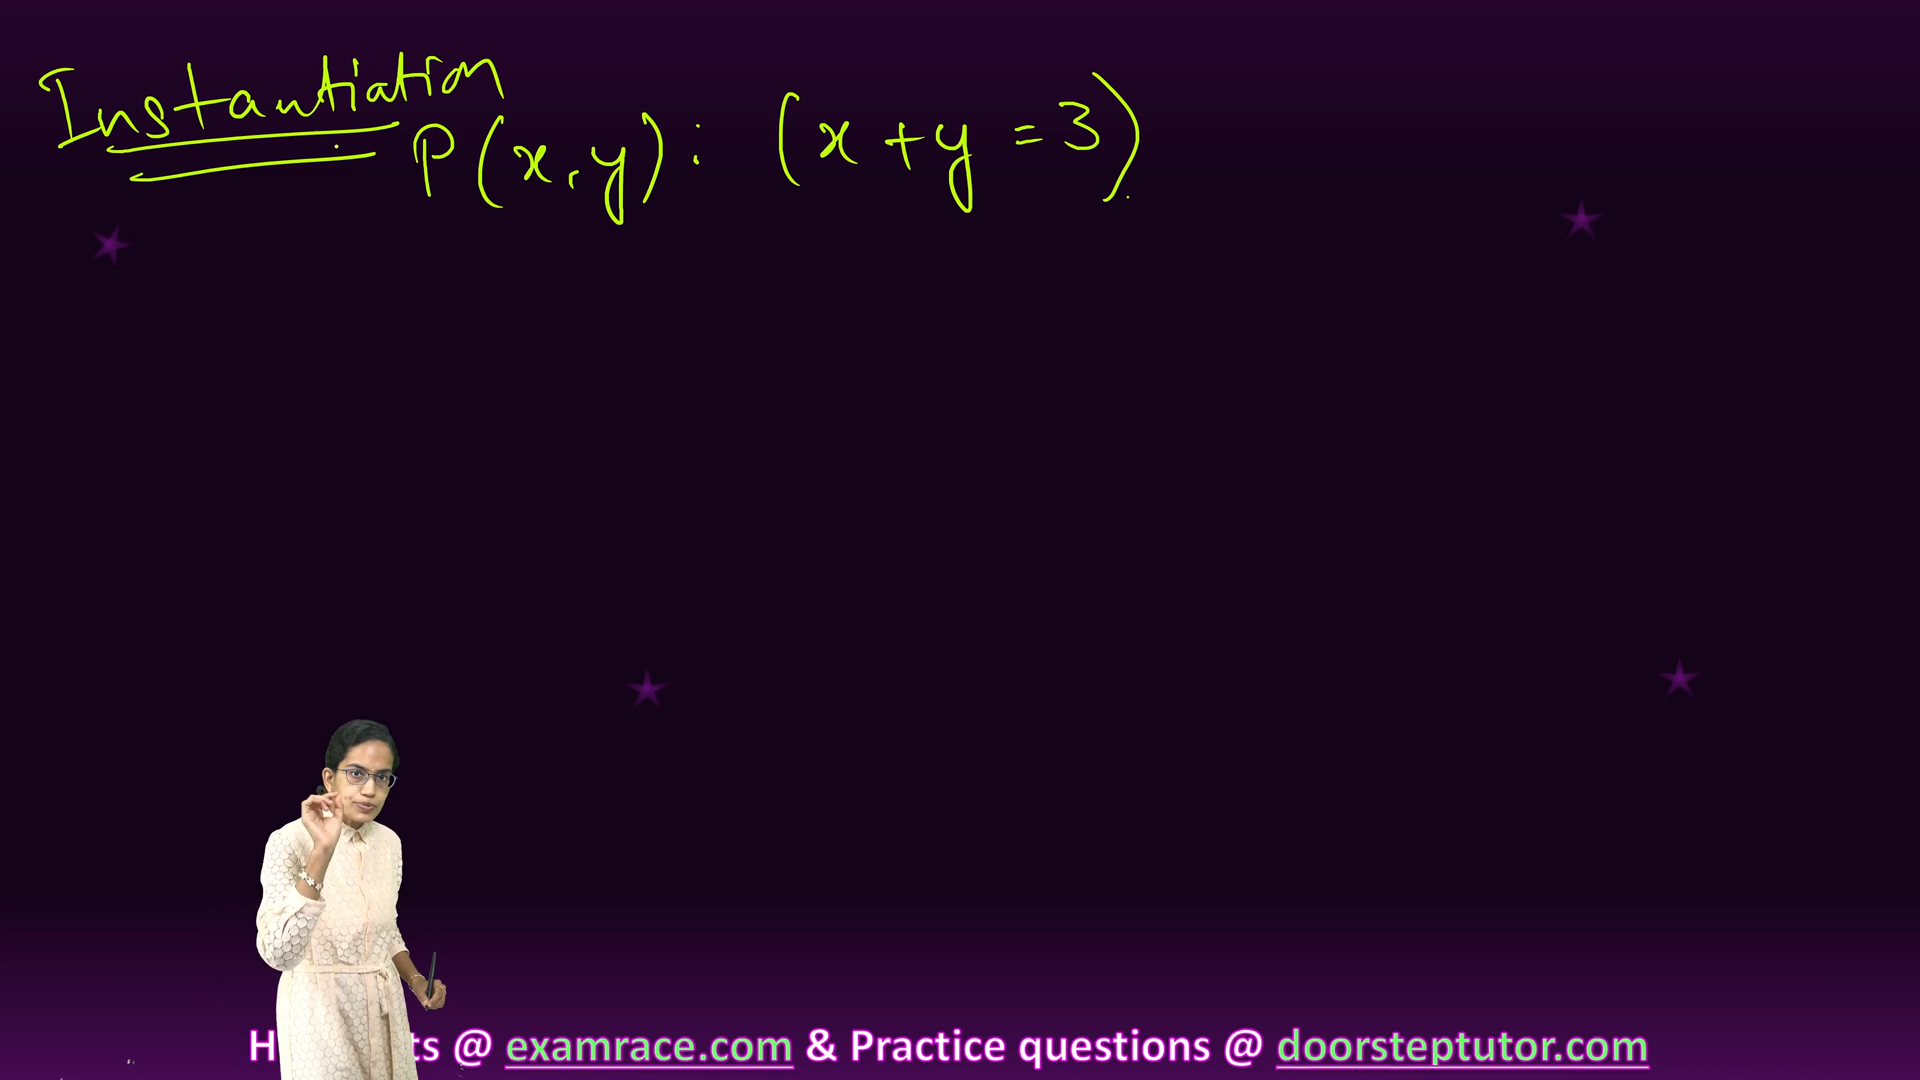 Instantiation
P(x, y) : (x + y = 3)
H ts @ examrace.com & Practice questions @ doorsteptutor.com